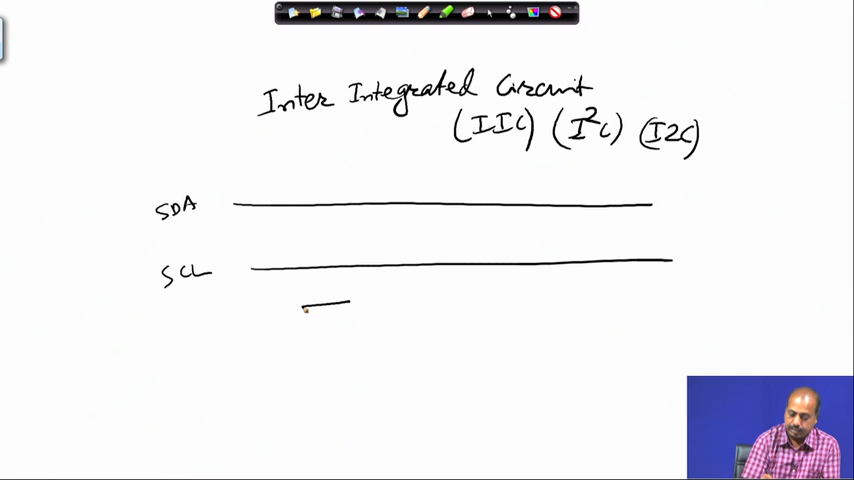 Inter Integrated Circuit
(IIC) (I²C) (I2C)
SDA
SCL